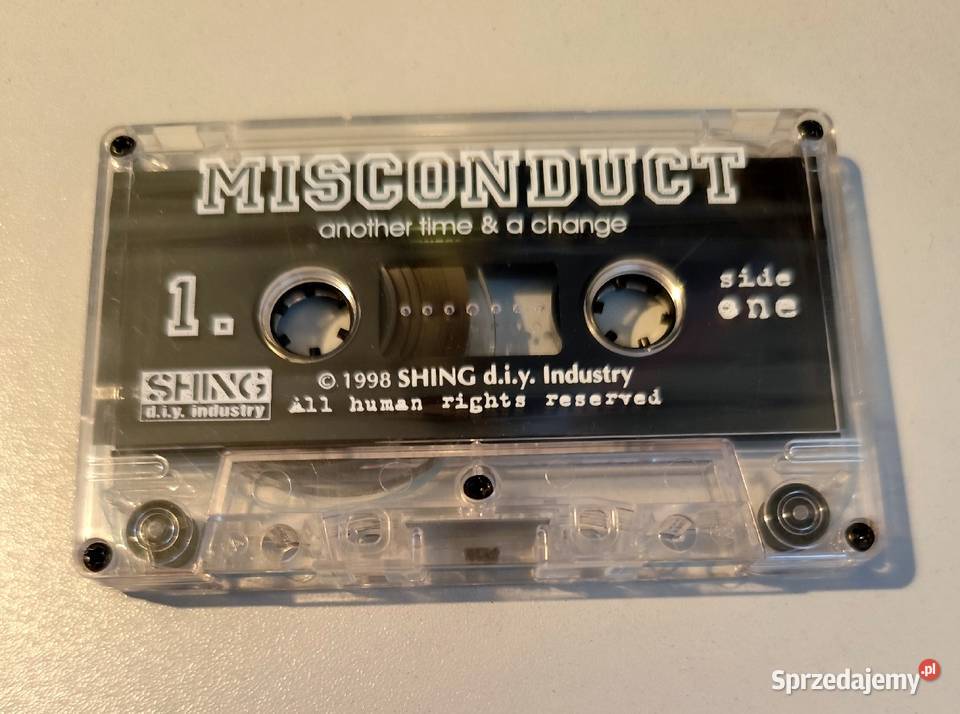 MISCONDUCT
another time & a change
1.
side
one
SHING
d.i.y. industry
© 1998 SHING d.i.y. Industry
All human rights reserved
Sprzedajemy.pl